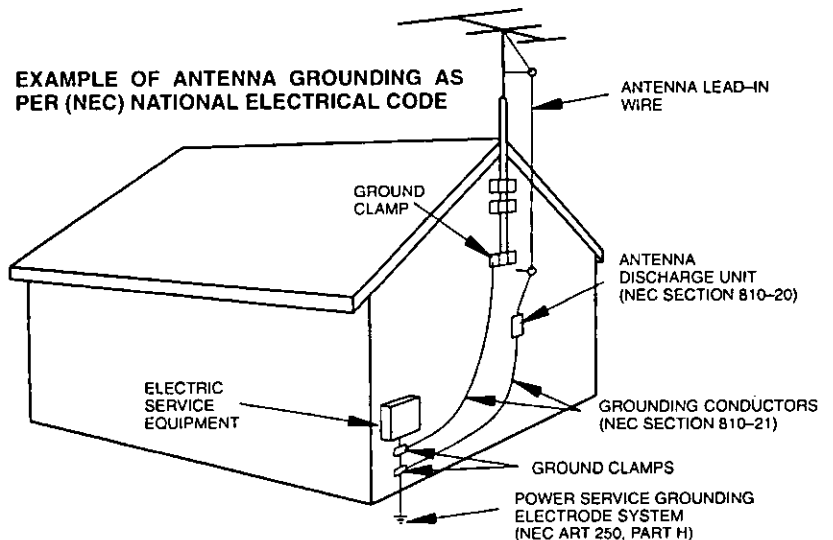 EXAMPLE OF ANTENNA GROUNDING AS
PER (NEC) NATIONAL ELECTRICAL CODE
ANTENNA LEAD–IN
WIRE
GROUND
CLAMP
ANTENNA
DISCHARGE UNIT
(NEC SECTION 810–20)
ELECTRIC
SERVICE
EQUIPMENT
GROUNDING CONDUCTORS
(NEC SECTION 810–21)
GROUND CLAMPS
POWER SERVICE GROUNDING
ELECTRODE SYSTEM
(NEC ART 250, PART H)